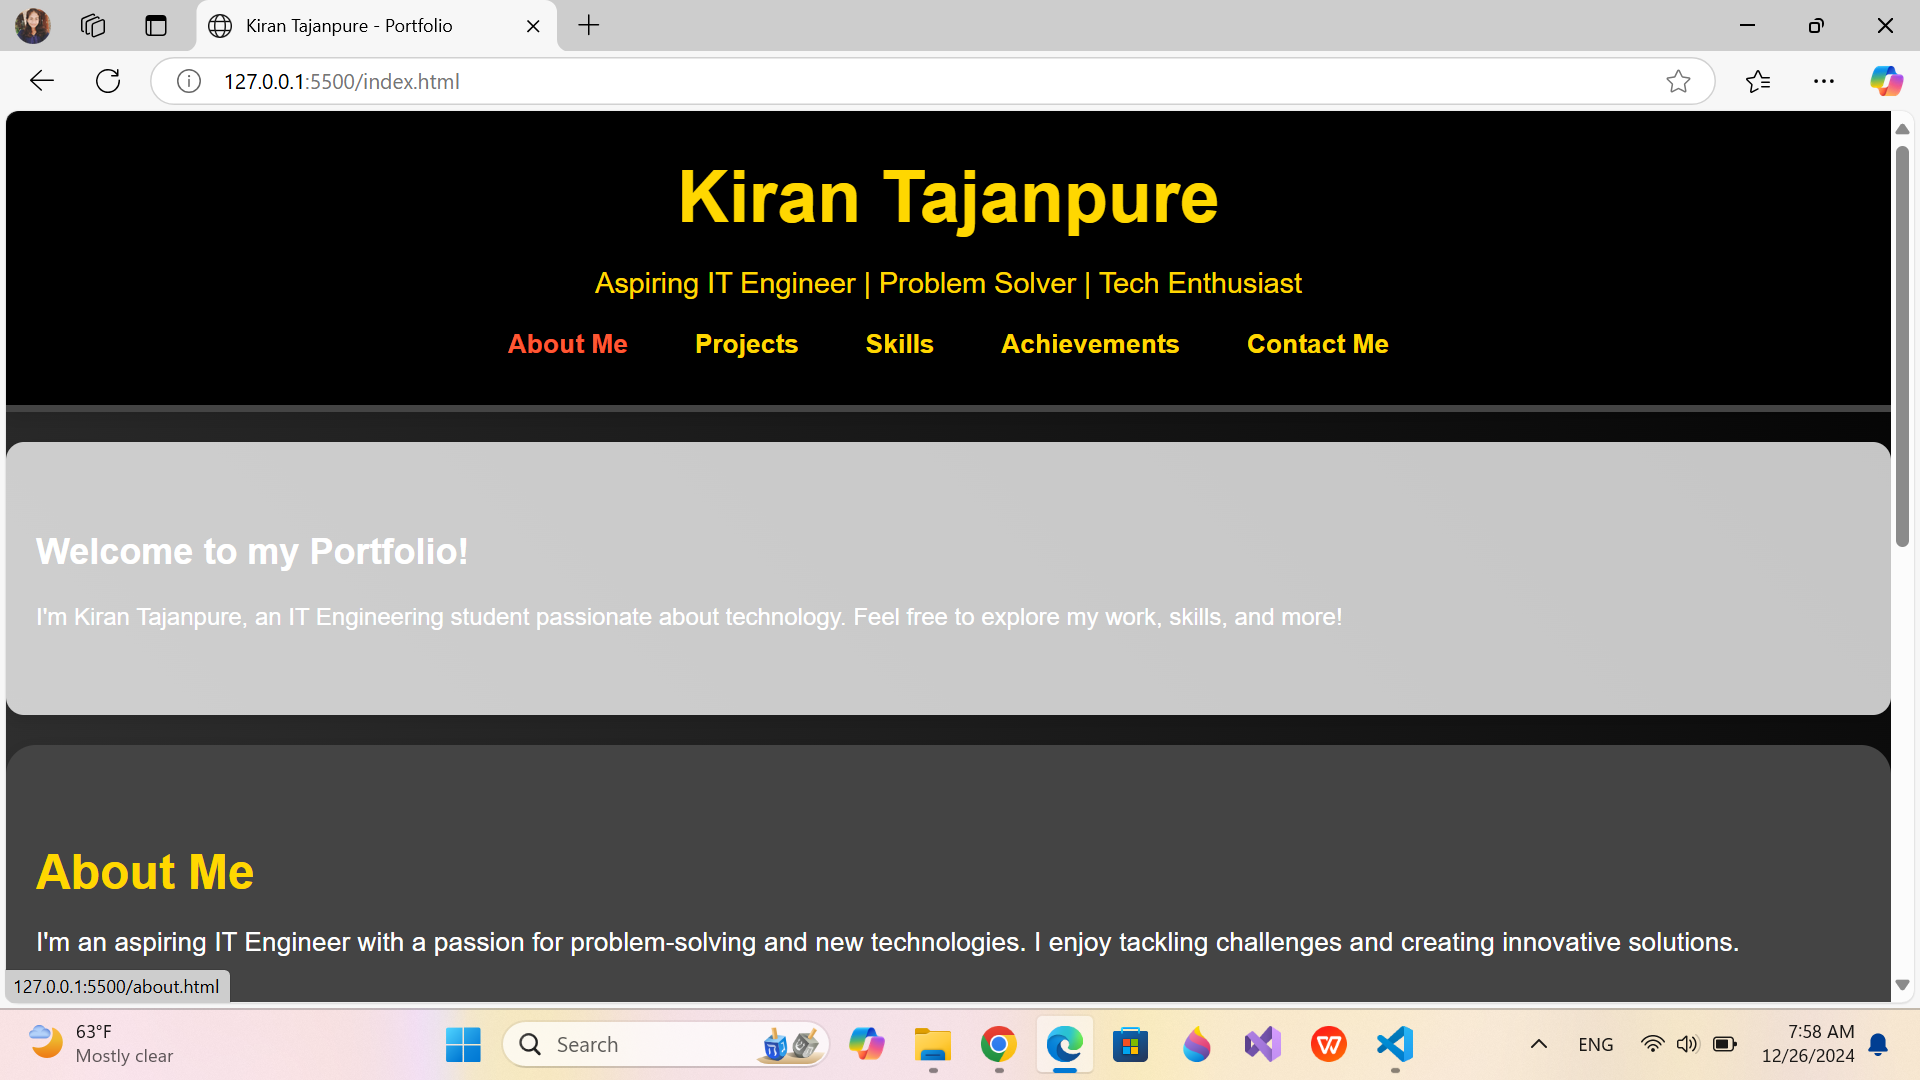 Kiran Tajanpure - Portfolio
127.0.0.1:5500/index.html
Kiran Tajanpure
Aspiring IT Engineer | Problem Solver | Tech Enthusiast
About Me Projects Skills Achievements Contact Me
Welcome to my Portfolio!
I'm Kiran Tajanpure, an IT Engineering student passionate about technology. Feel free to explore my work, skills, and more!
About Me
I'm an aspiring IT Engineer with a passion for problem-solving and new technologies. I enjoy tackling challenges and creating innovative solutions.
127.0.0.1:5500/about.html
63°F
Mostly clear
Search
ENG
7:58 AM
12/26/2024